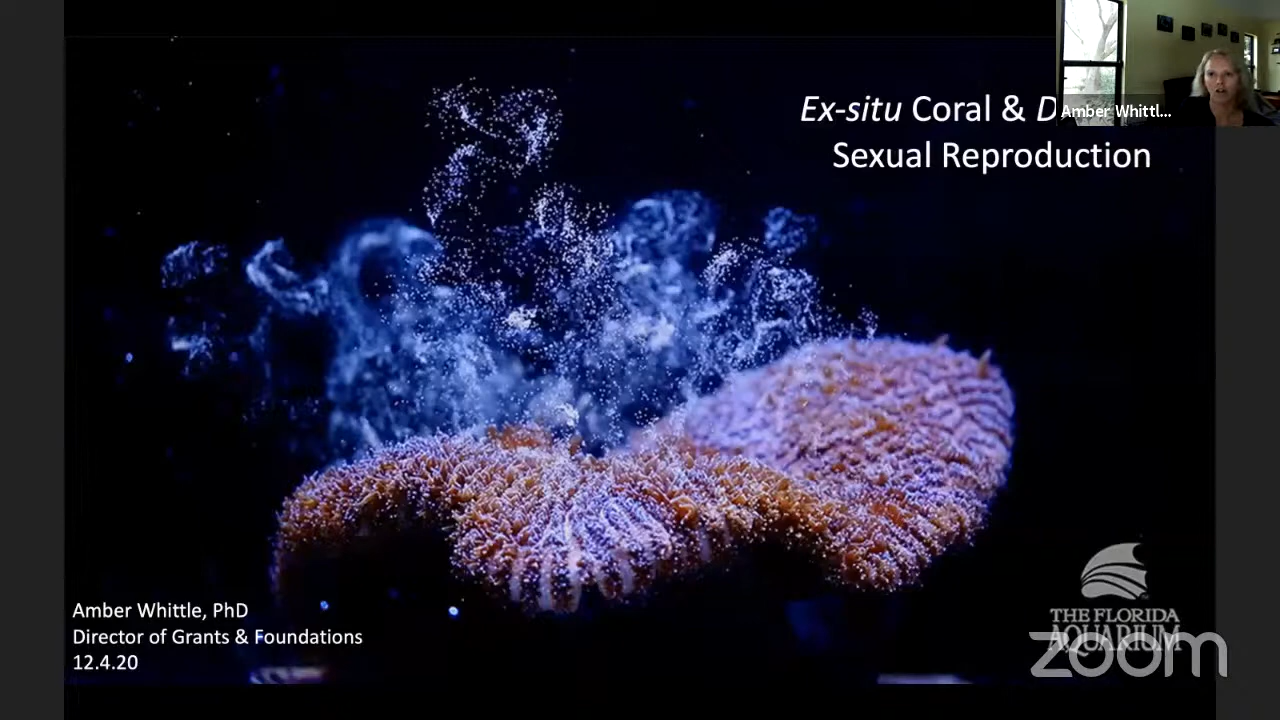 Ex-situ Coral & D
Amber Whittl...
Sexual Reproduction
Amber Whittle, PhD
Director of Grants & Foundations
12.4.20
THE FLORIDA
AQUARIUM
zoom